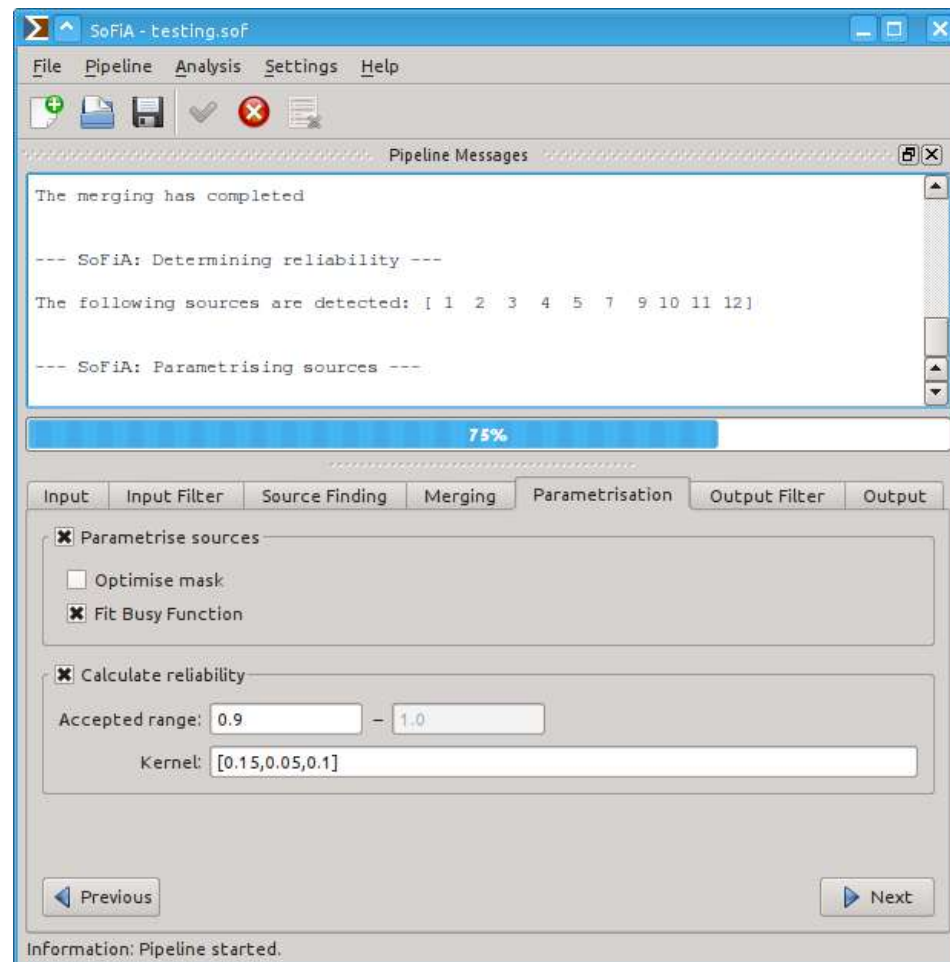 SoFiA - testing.sof
File Pipeline Analysis Settings Help
Pipeline Messages
The merging has completed
--- SoFiA: Determining reliability ---
The following sources are detected: [ 1 2 3 4 5 7 9 10 11 12]
--- SoFiA: Parametrising sources ---
75%
Input Input Filter Source Finding Merging Parametrisation Output Filter Output
Parametrise sources
Optimise mask
Fit Busy Function
Calculate reliability
Accepted range: 0.9 – 1.0
Kernel: [0.15,0.05,0.1]
Previous Next
Information: Pipeline started.